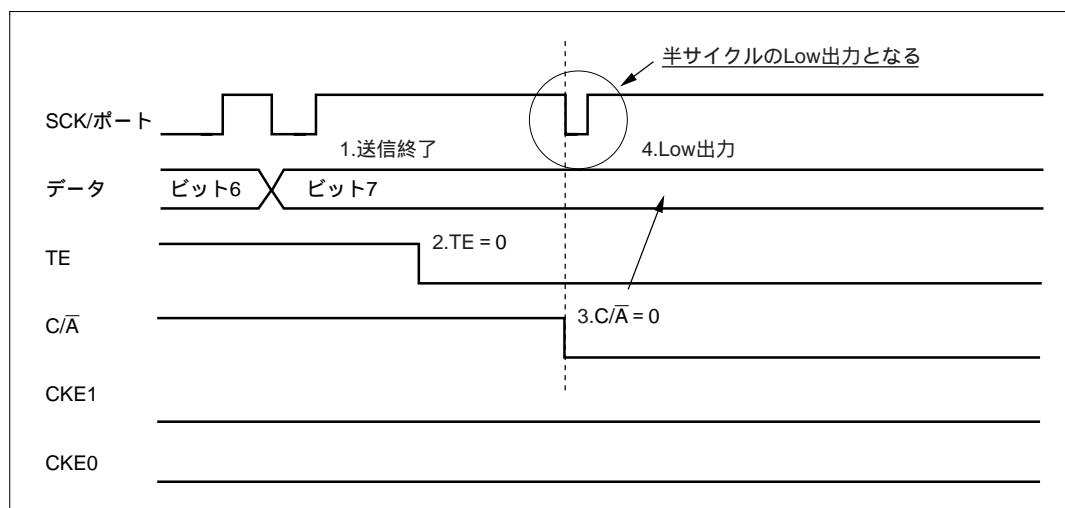 半サイクルのLow出力となる
SCK/ポート
1.送信終了
4.Low出力
データ
ビット6
ビット7
TE
2.TE = 0
C/A̅
3.C/A̅ = 0
CKE1
CKE0